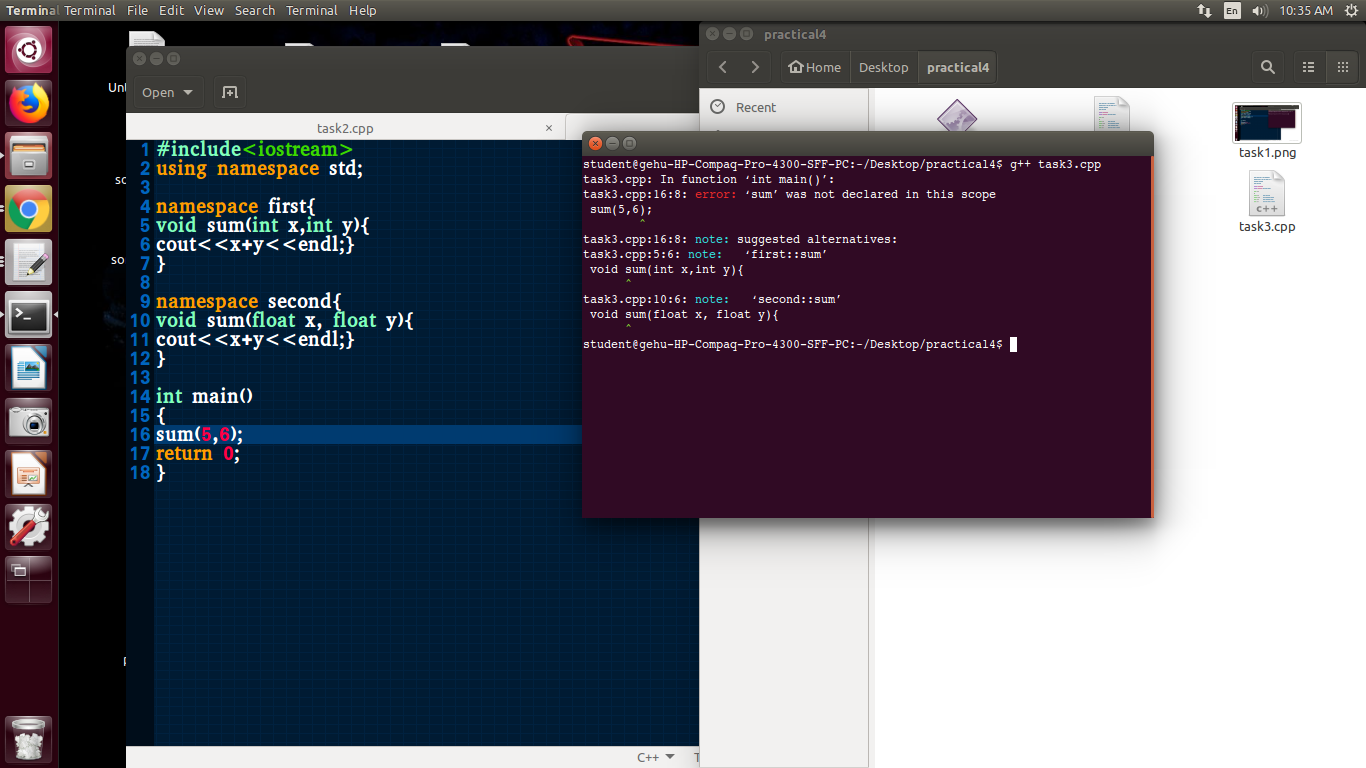 Terminal Terminal File Edit View Search Terminal Help
En 10:35 AM
practical4
Open
Home Desktop practical4
Recent
task2.cpp
task1.png
task3.cpp
1 #include<iostream>
2 using namespace std;
3
4 namespace first{
5 void sum(int x,int y){
6 cout<<x+y<<endl;}
7 }
8
9 namespace second{
10 void sum(float x, float y){
11 cout<<x+y<<endl;}
12 }
13
14 int main()
15 {
16 sum(5,6);
17 return 0;
18 }
student@gehu-HP-Compaq-Pro-4300-SFF-PC:~/Desktop/practical4$ g++ task3.cpp
task3.cpp: In function ‘int main()’:
task3.cpp:16:8: error: ‘sum’ was not declared in this scope
sum(5,6);
^
task3.cpp:16:8: note: suggested alternatives:
task3.cpp:5:6: note:   ‘first::sum’
void sum(int x,int y){
^
task3.cpp:10:6: note:   ‘second::sum’
void sum(float x, float y){
^
student@gehu-HP-Compaq-Pro-4300-SFF-PC:~/Desktop/practical4$
C++